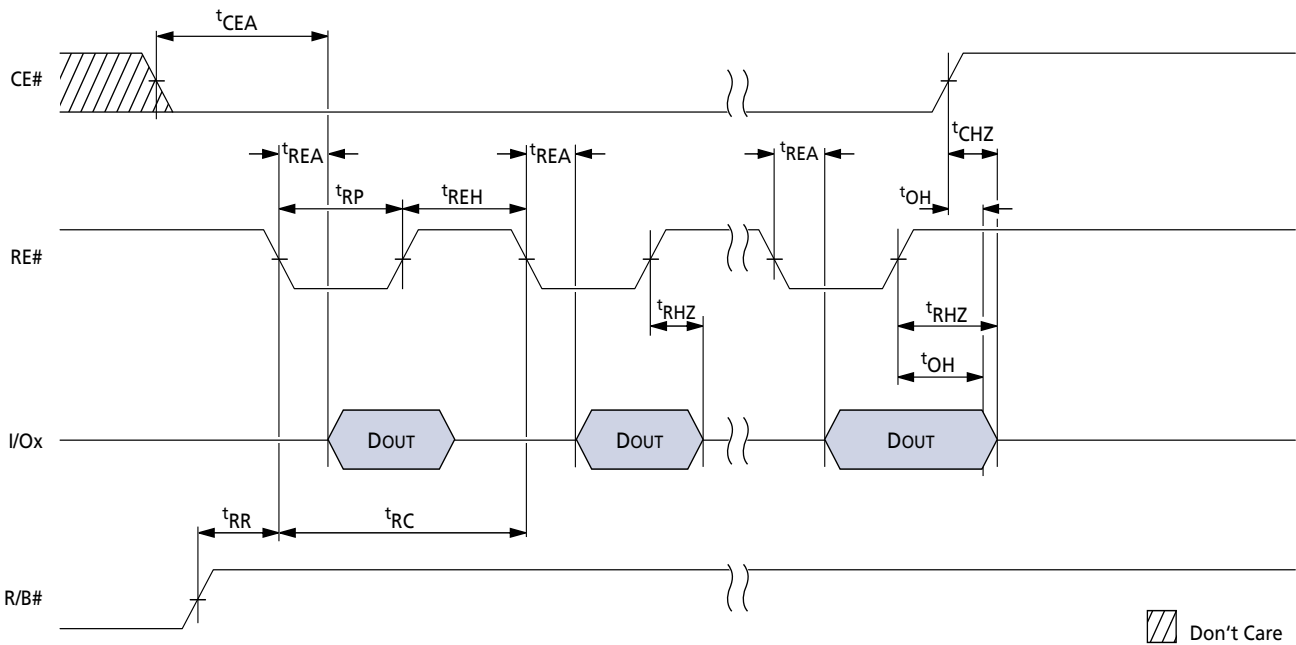 tCEA
CE#
tCHZ
tREA
tREA
tREA
tRP
tREH
tOH
RE#
tRHZ
tRHZ
tOH
I/Ox
DOUT
DOUT
DOUT
tRR
tRC
R/B#
Don't Care